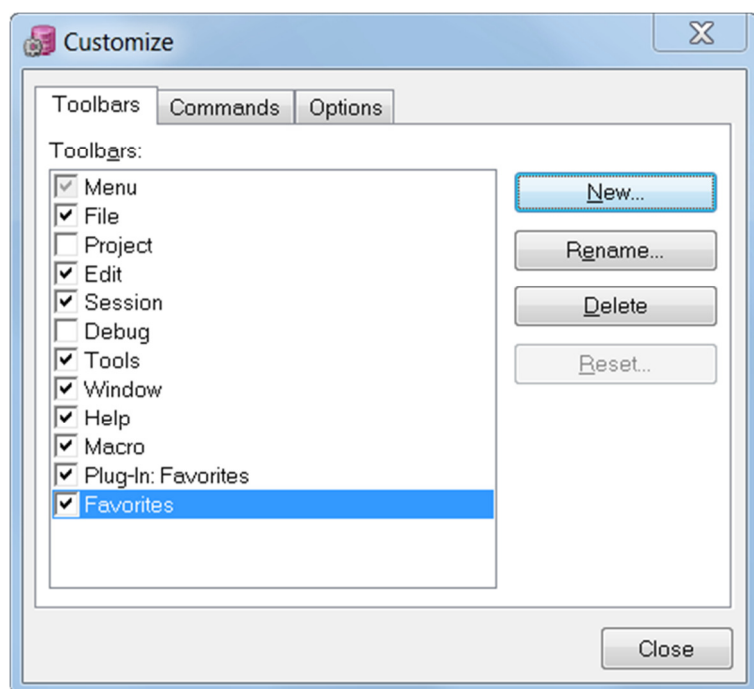 Customize
Toolbars Commands Options
Toolbars:
Menu
File
Project
Edit
Session
Debug
Tools
Window
Help
Macro
Plug-In: Favorites
Favorites
New...
Rename...
Delete
Reset...
Close